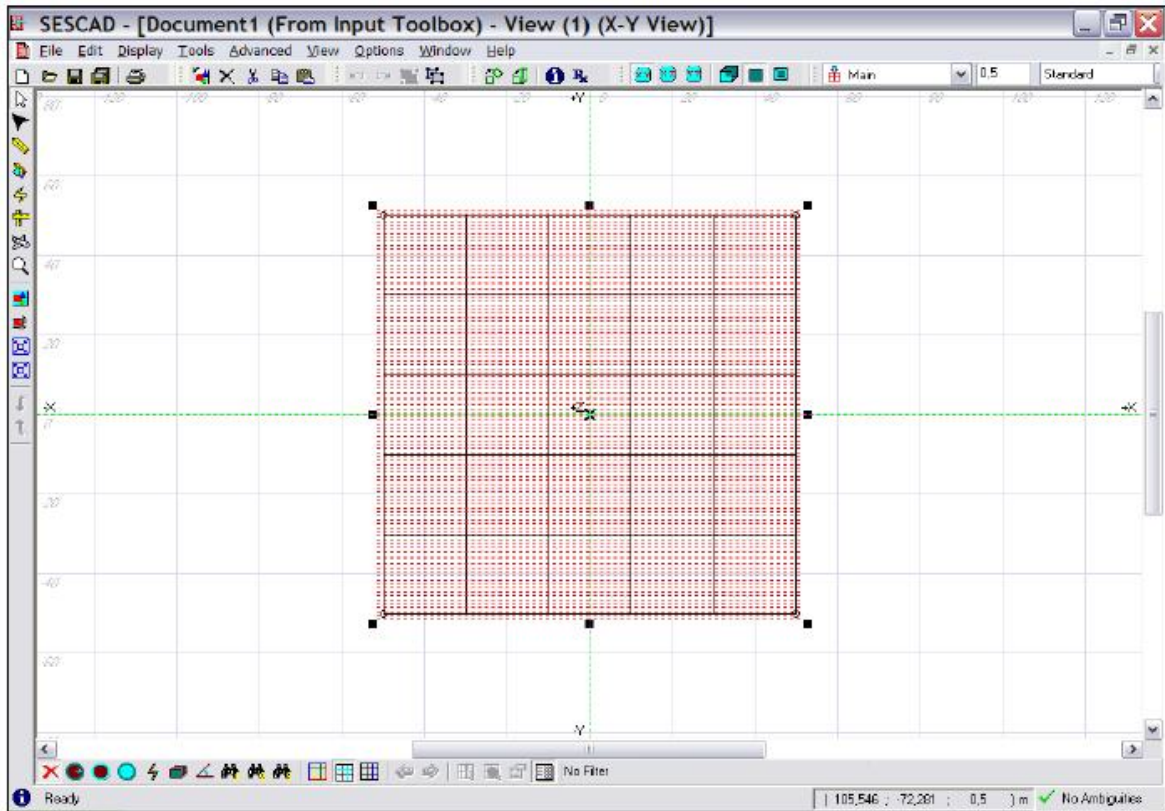 SESCAD - [Document1 (From Input Toolbox) - View (1) (X-Y View)]
File Edit Display Tools Advanced View Options Window Help
Main 0,5 Standard
+Y
-X
+X
-Y
No Filter
Ready | 105,546 ; -72,281 ; 0,5 ) m No Ambiguities